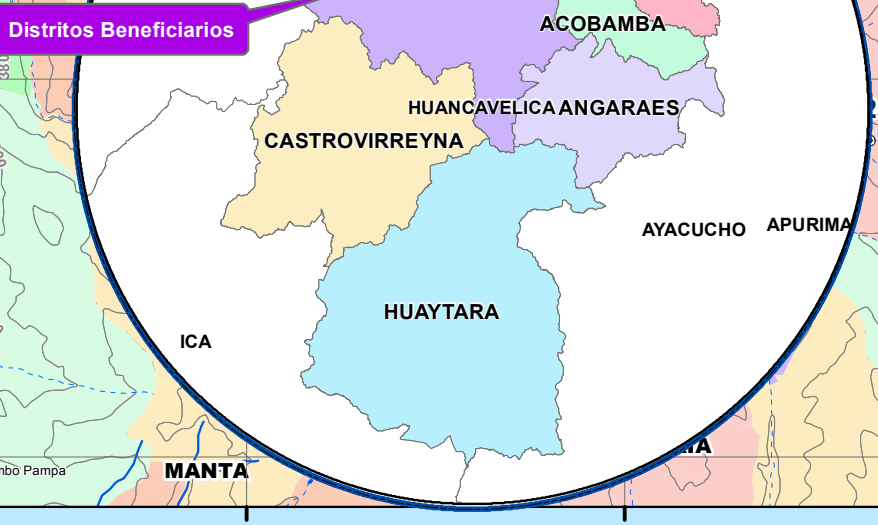 Distritos Beneficiarios
ACOBAMBA
HUANCAVELICA ANGARAES
CASTROVIRREYNA
AYACUCHO
APURIMA
HUAYTARA
ICA
MANTA
mbo Pampa